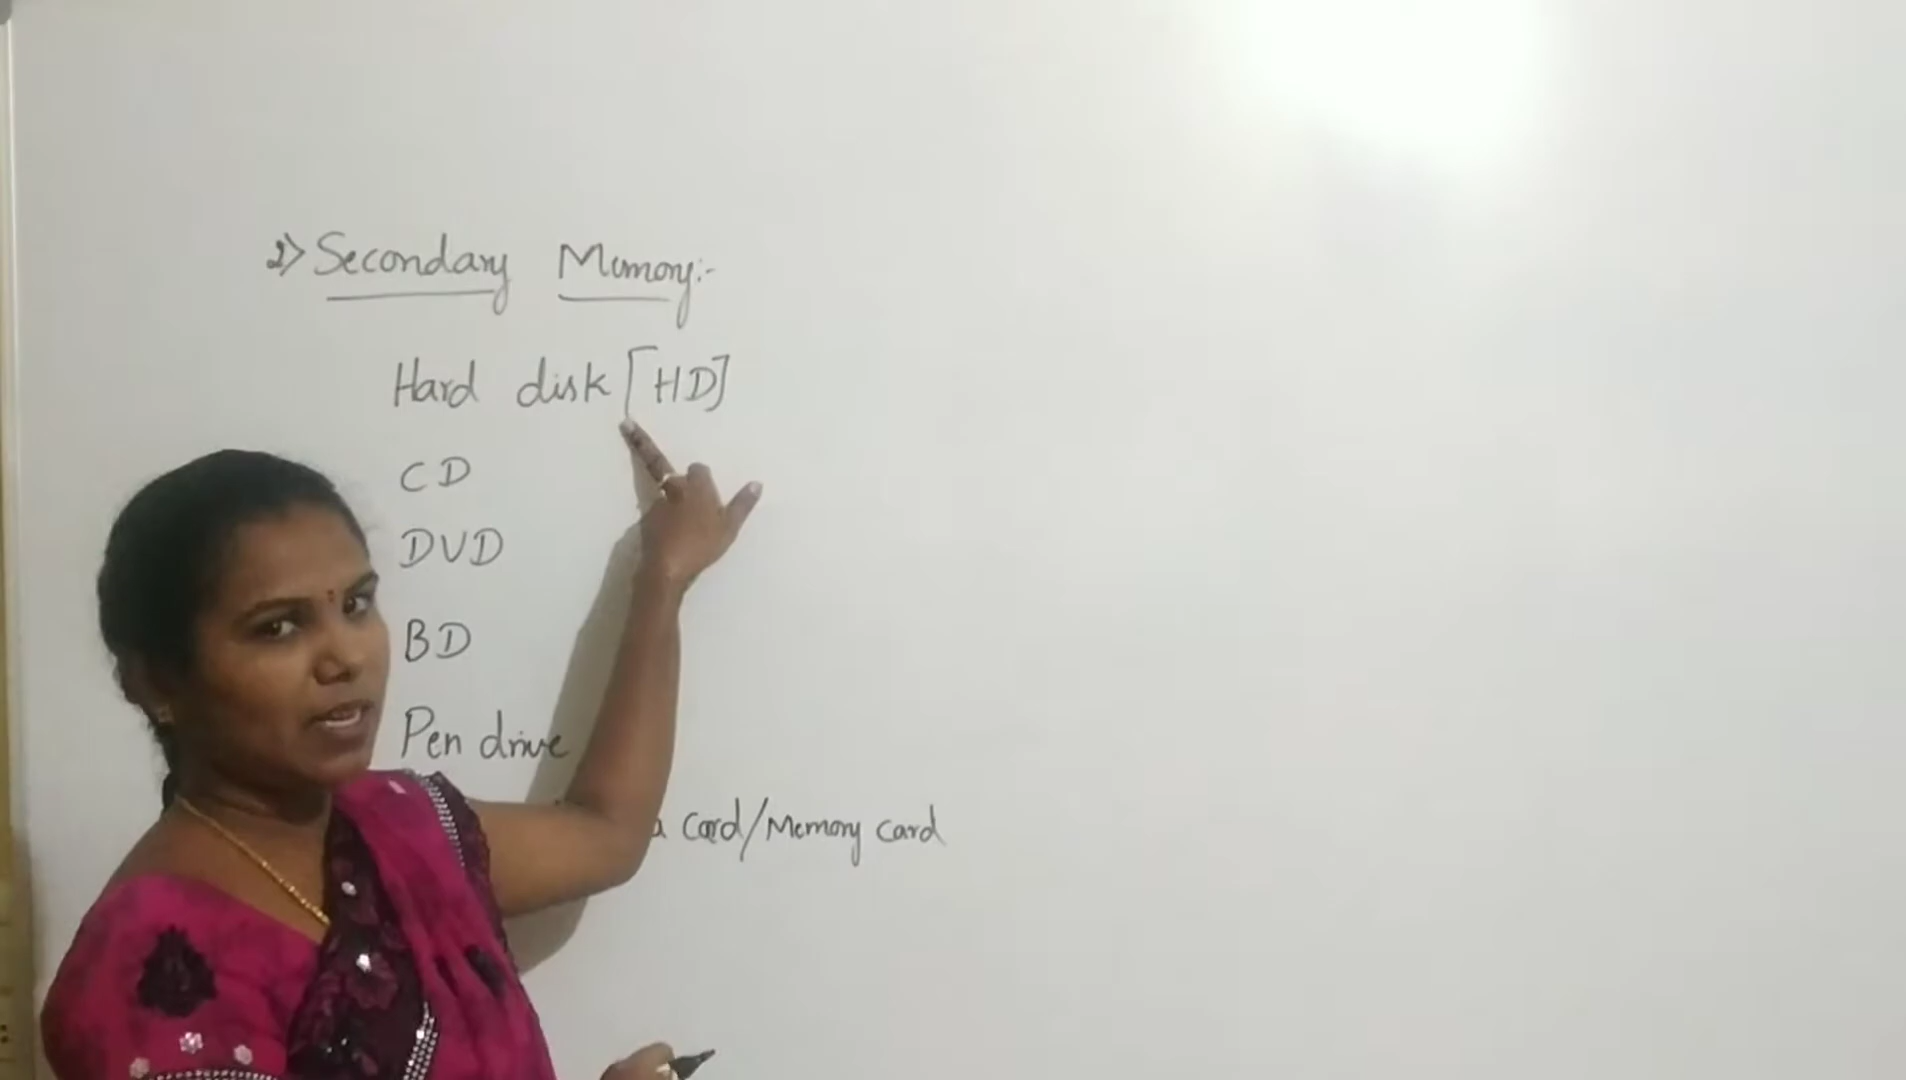 2) Secondary Memory:-
Hard disk [HD]
CD
DVD
BD
Pen drive
card/Memory card